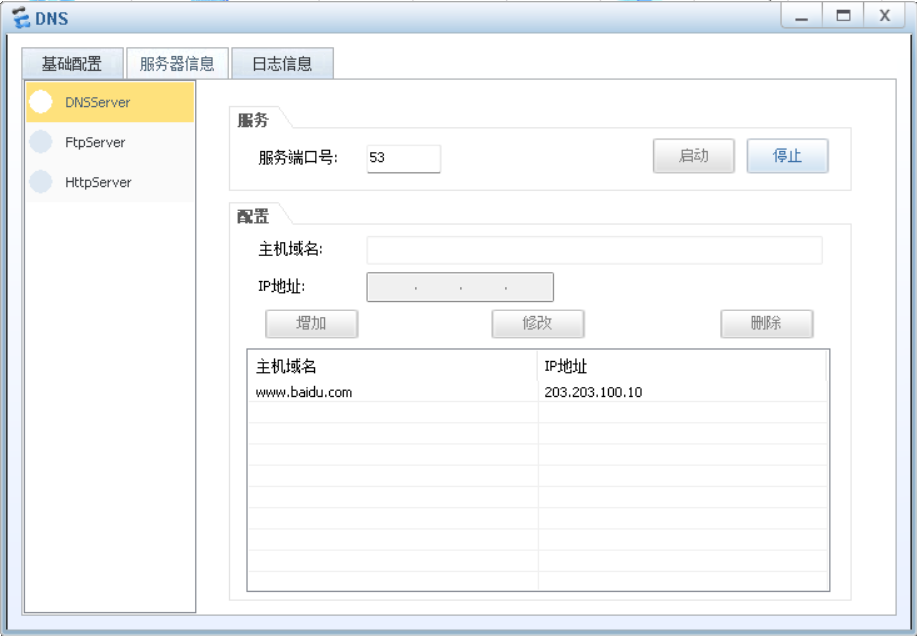 DNS
基础配置 服务器信息 日志信息
DNSServer
FtpServer
HttpServer
服务
服务端口号: 53 启动 停止
配置
主机域名:
IP地址: . . .
增加 修改 删除
主机域名 IP地址
www.baidu.com 203.203.100.10